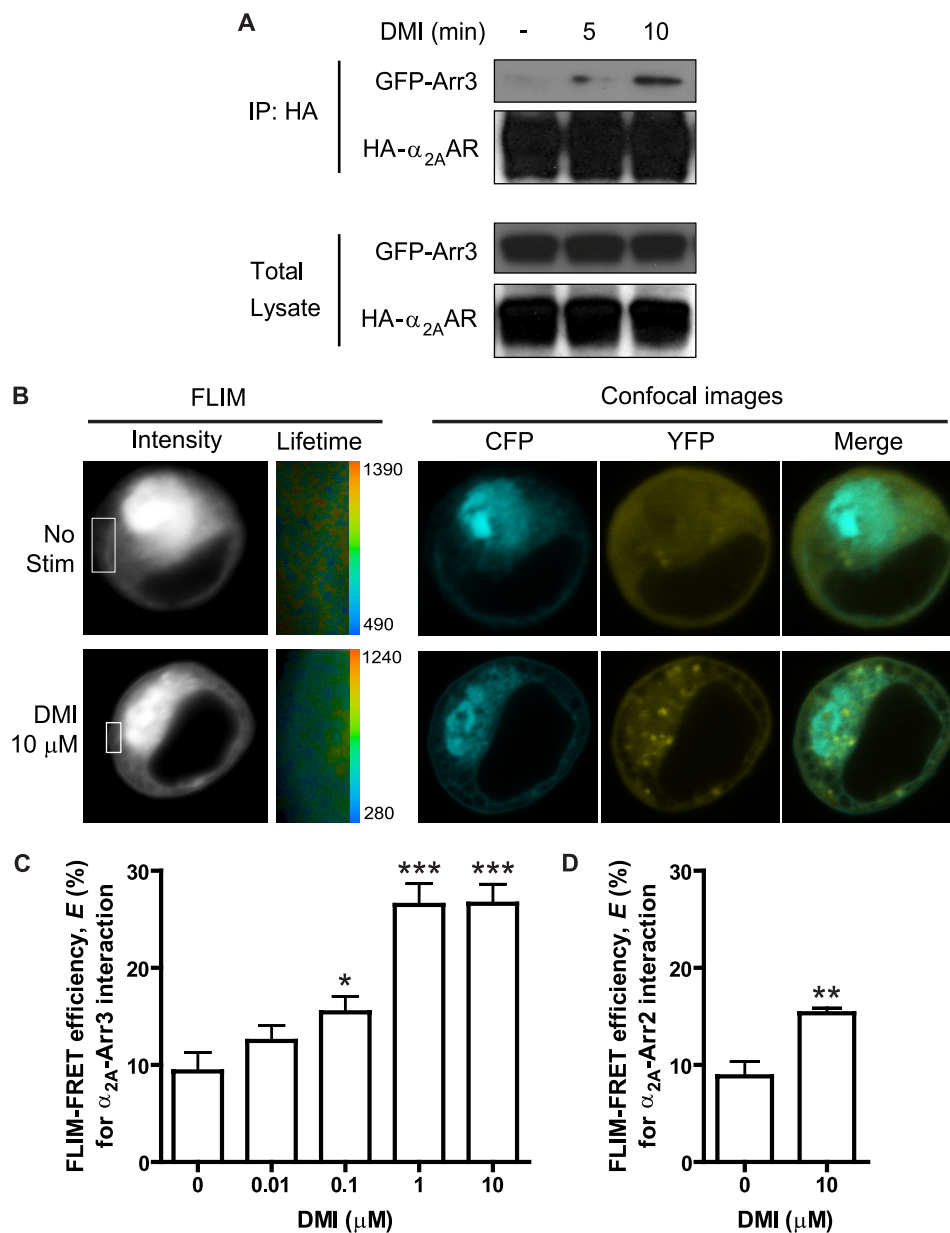 A
DMI (min) - 5 10
IP: HA
GFP-Arr3
HA-α2AAR
Total Lysate
GFP-Arr3
HA-α2AAR
B
FLIM
Confocal images
Intensity Lifetime CFP YFP Merge
No Stim
1390
490
DMI 10 μM
1240
280
C
FLIM-FRET efficiency, E (%)
for α2A-Arr3 interaction
30
20
10
0
*
***
***
0 0.01 0.1 1 10
DMI (μM)
D
FLIM-FRET efficiency, E (%)
for α2A-Arr2 interaction
30
20
10
0
**
0 10
DMI (μM)